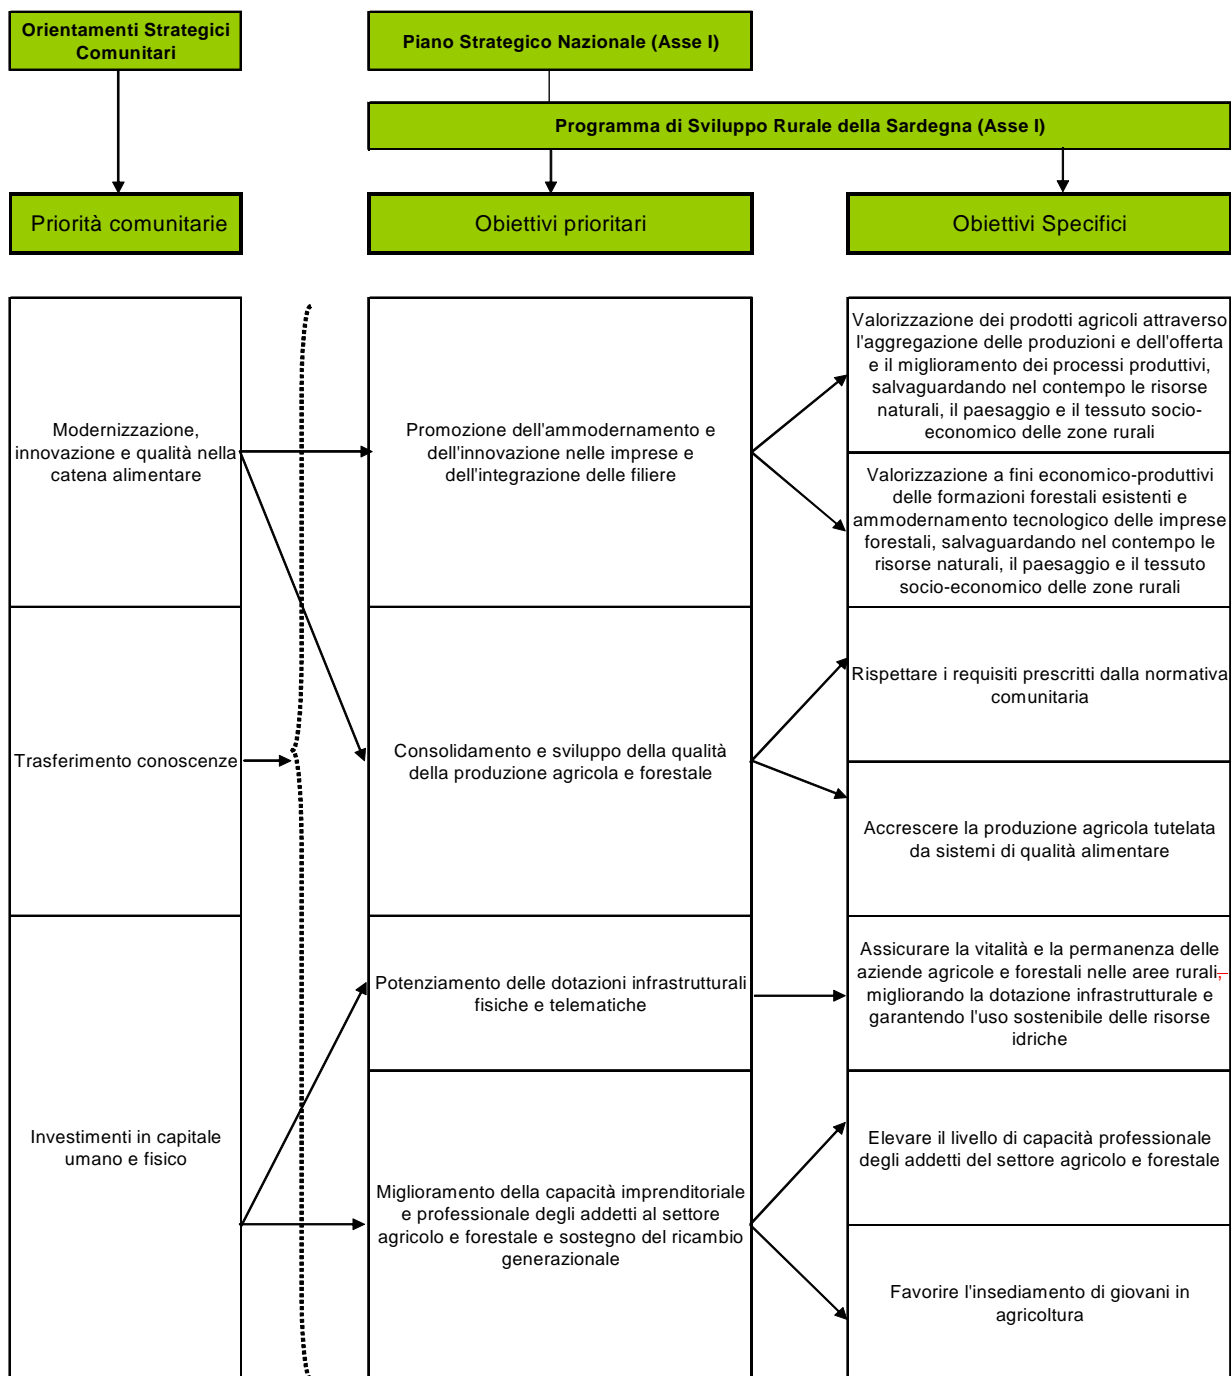 Orientamenti Strategici
Comunitari
Piano Strategico Nazionale (Asse I)
Programma di Sviluppo Rurale della Sardegna (Asse I)
Priorità comunitarie
Obiettivi prioritari
Obiettivi Specifici
Modernizzazione,
innovazione e qualità nella
catena alimentare
Promozione dell'ammodernamento e
dell'innovazione nelle imprese e
dell'integrazione delle filiere
Valorizzazione dei prodotti agricoli attraverso
l'aggregazione delle produzioni e dell'offerta
e il miglioramento dei processi produttivi,
salvaguardando nel contempo le risorse
naturali, il paesaggio e il tessuto socio-
economico delle zone rurali
Valorizzazione a fini economico-produttivi
delle formazioni forestali esistenti e
ammodernamento tecnologico delle imprese
forestali, salvaguardando nel contempo le
risorse naturali, il paesaggio e il tessuto
socio-economico delle zone rurali
Trasferimento conoscenze
Consolidamento e sviluppo della qualità
della produzione agricola e forestale
Rispettare i requisiti prescritti dalla normativa
comunitaria
Accrescere la produzione agricola tutelata
da sistemi di qualità alimentare
Investimenti in capitale
umano e fisico
Potenziamento delle dotazioni infrastrutturali
fisiche e telematiche
Assicurare la vitalità e la permanenza delle
aziende agricole e forestali nelle aree rurali,
migliorando la dotazione infrastrutturale e
garantendo l'uso sostenibile delle risorse
idriche
Miglioramento della capacità imprenditoriale
e professionale degli addetti al settore
agricolo e forestale e sostegno del ricambio
generazionale
Elevare il livello di capacità professionale
degli addetti del settore agricolo e forestale
Favorire l'insediamento di giovani in
agricoltura